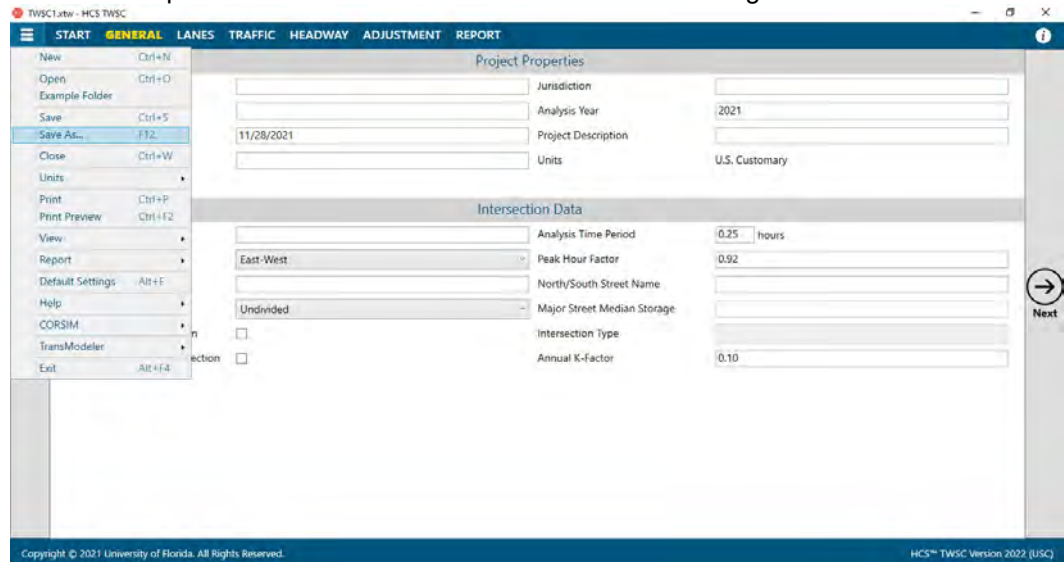 TWSC1.xtw - HCS TWSC
START GENERAL LANES TRAFFIC HEADWAY ADJUSTMENT REPORT
New Ctrl+N
Open Ctrl+O
Example Folder
Save Ctrl+S
Save As... F12
Close Ctrl+W
Units
Print Ctrl+P
Print Preview Ctrl+F2
View
Report
Default Settings Alt+F
Help
CORSIM
TransModeler
Exit Alt+F4
Project Properties
Jurisdiction
Analysis Year 2021
11/28/2021 Project Description
Units U.S. Customary
Intersection Data
Analysis Time Period 0.25 hours
East-West Peak Hour Factor 0.92
North/South Street Name
Undivided Major Street Median Storage
n Intersection Type
ection Annual K-Factor 0.10
Next
Copyright © 2021 University of Florida. All Rights Reserved. HCS™ TWSC Version 2022 (USC)